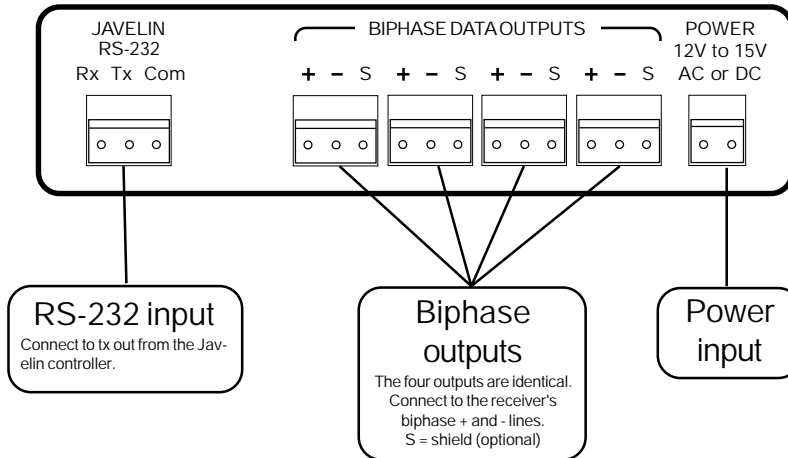 JAVELIN
RS-232
Rx Tx Com
BIPHASE DATA OUTPUTS
+ – S + – S + – S + – S
POWER
12V to 15V
AC or DC
RS-232 input
Connect to tx out from the Jav-
elin controller.
Biphase
outputs
The four outputs are identical.
Connect to the receiver's
biphase + and - lines.
S = shield (optional)
Power
input